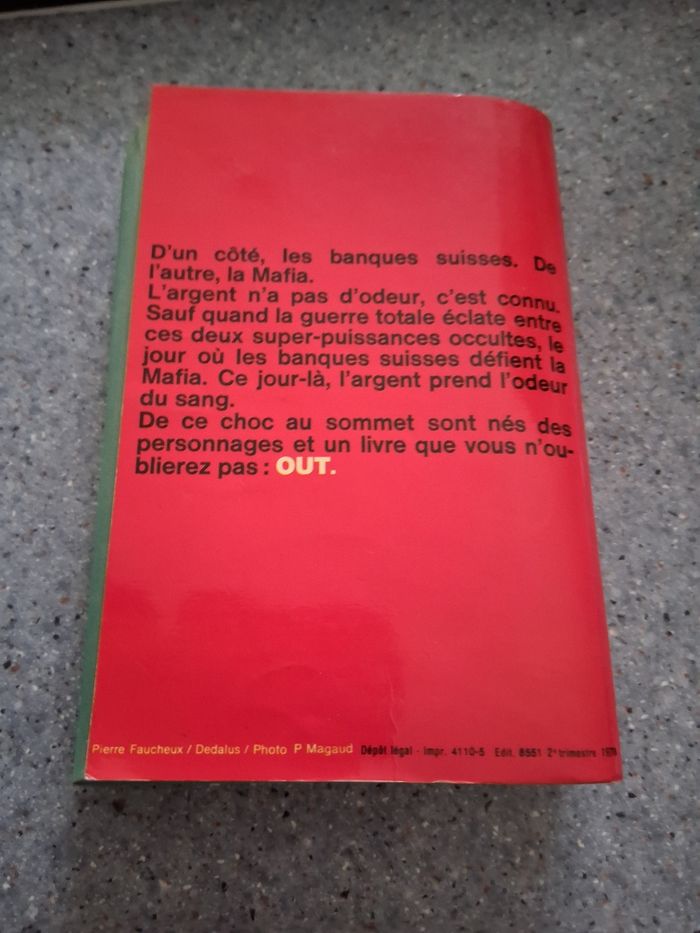 D'un côté, les banques suisses. De
l'autre, la Mafia.
L'argent n'a pas d'odeur, c'est connu.
Sauf quand la guerre totale éclate entre
ces deux super-puissances occultes, le
jour où les banques suisses défient la
Mafia. Ce jour-là, l'argent prend l'odeur
du sang.
De ce choc au sommet sont nés des
personnages et un livre que vous n'ou-
blierez pas : OUT.
Pierre Faucheux / Dedalus / Photo P Magaud Dépôt légal - Impr. 4110-5 Edit. 8551 2e trimestre